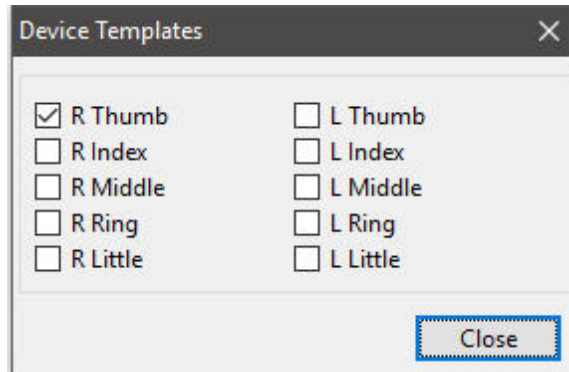 Device Templates
R Thumb L Thumb
R Index L Index
R Middle L Middle
R Ring L Ring
R Little L Little
Close